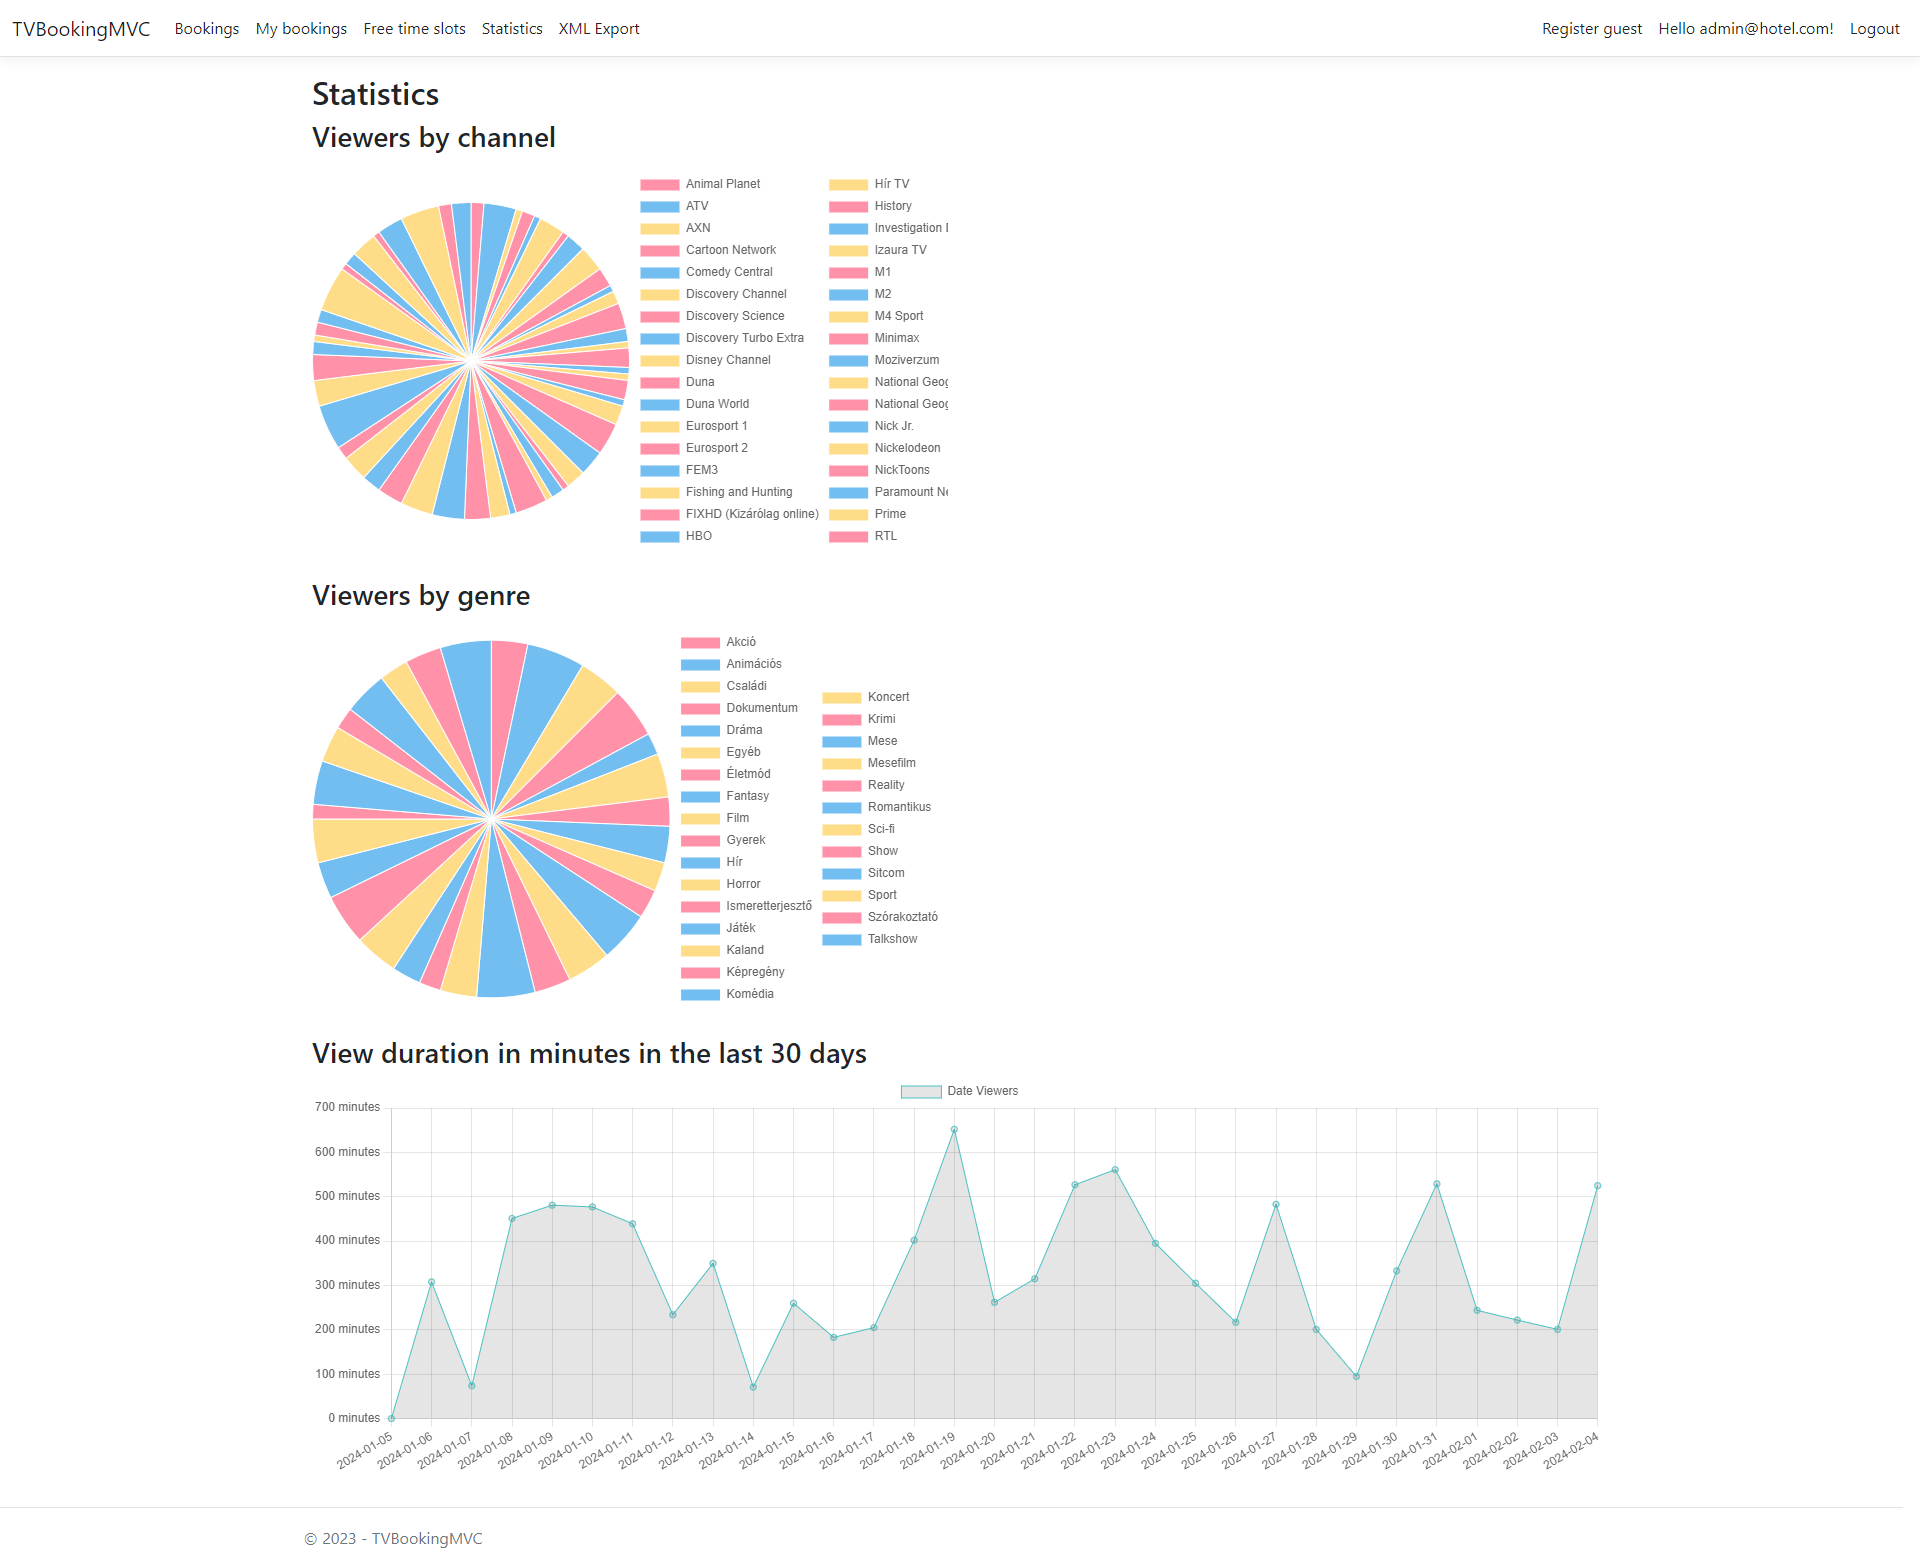 TVBookingMVC Bookings My bookings Free time slots Statistics XML Export Register guest Hello admin@hotel.com! Logout
Statistics
Viewers by channel
Animal Planet
ATV
AXN
Cartoon Network
Comedy Central
Discovery Channel
Discovery Science
Discovery Turbo Extra
Disney Channel
Duna
Duna World
Eurosport 1
Eurosport 2
FEM3
Fishing and Hunting
FIXHD (Kizárólag online)
HBO
Hír TV
History
Investigation
Izaura TV
M1
M2
M4 Sport
Minimax
Moziverzum
National Geog
National Geog
Nick Jr.
Nickelodeon
NickToons
Paramount Ne
Prime
RTL
Viewers by genre
Akció
Animációs
Családi
Dokumentum
Dráma
Egyéb
Életmód
Fantasy
Film
Gyerek
Hír
Horror
Ismeretterjesztő
Játék
Kaland
Képregény
Komédia
Koncert
Krimi
Mese
Mesefilm
Reality
Romantikus
Sci-fi
Show
Sitcom
Sport
Szórakoztató
Talkshow
View duration in minutes in the last 30 days
Date Viewers
700 minutes
600 minutes
500 minutes
400 minutes
300 minutes
200 minutes
100 minutes
0 minutes
2024-01-05
2024-01-06
2024-01-07
2024-01-08
2024-01-09
2024-01-10
2024-01-11
2024-01-12
2024-01-13
2024-01-14
2024-01-15
2024-01-16
2024-01-17
2024-01-18
2024-01-19
2024-01-20
2024-01-21
2024-01-22
2024-01-23
2024-01-24
2024-01-25
2024-01-26
2024-01-27
2024-01-28
2024-01-29
2024-01-30
2024-01-31
2024-02-01
2024-02-02
2024-02-03
2024-02-04
© 2023 - TVBookingMVC